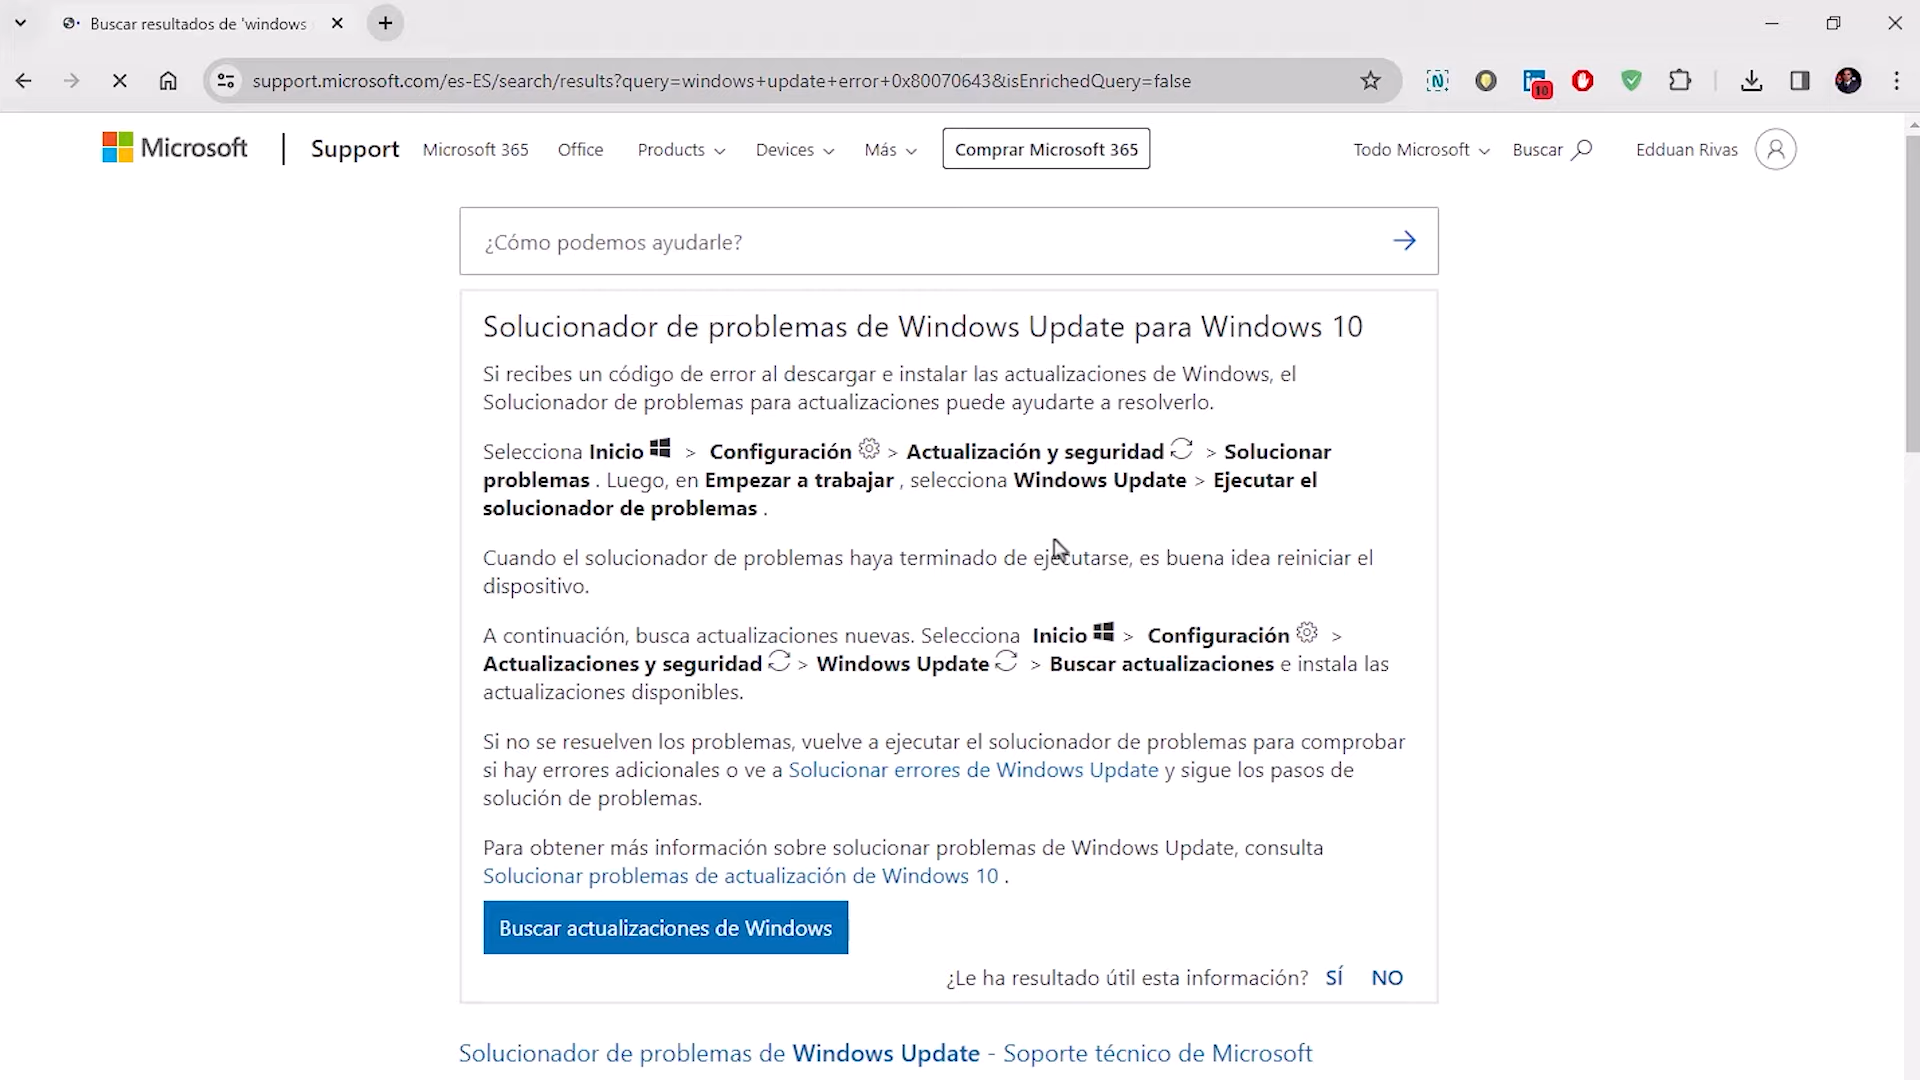 Buscar resultados de 'windows
support.microsoft.com/es-ES/search/results?query=windows+update+error+0x80070643&isEnrichedQuery=false
N
10
Microsoft
Support
Microsoft 365
Office
Products
Devices
Más
Comprar Microsoft 365
Todo Microsoft
Buscar
Edduan Rivas
¿Cómo podemos ayudarle?
Solucionador de problemas de Windows Update para Windows 10
Si recibes un código de error al descargar e instalar las actualizaciones de Windows, el
Solucionador de problemas para actualizaciones puede ayudarte a resolverlo.
Selecciona Inicio > Configuración > Actualización y seguridad > Solucionar
problemas . Luego, en Empezar a trabajar , selecciona Windows Update > Ejecutar el
solucionador de problemas .
Cuando el solucionador de problemas haya terminado de ejecutarse, es buena idea reiniciar el
dispositivo.
A continuación, busca actualizaciones nuevas. Selecciona Inicio > Configuración >
Actualizaciones y seguridad > Windows Update > Buscar actualizaciones e instala las
actualizaciones disponibles.
Si no se resuelven los problemas, vuelve a ejecutar el solucionador de problemas para comprobar
si hay errores adicionales o ve a Solucionar errores de Windows Update y sigue los pasos de
solución de problemas.
Para obtener más información sobre solucionar problemas de Windows Update, consulta
Solucionar problemas de actualización de Windows 10 .
Buscar actualizaciones de Windows
¿Le ha resultado útil esta información? SÍ NO
Solucionador de problemas de Windows Update - Soporte técnico de Microsoft